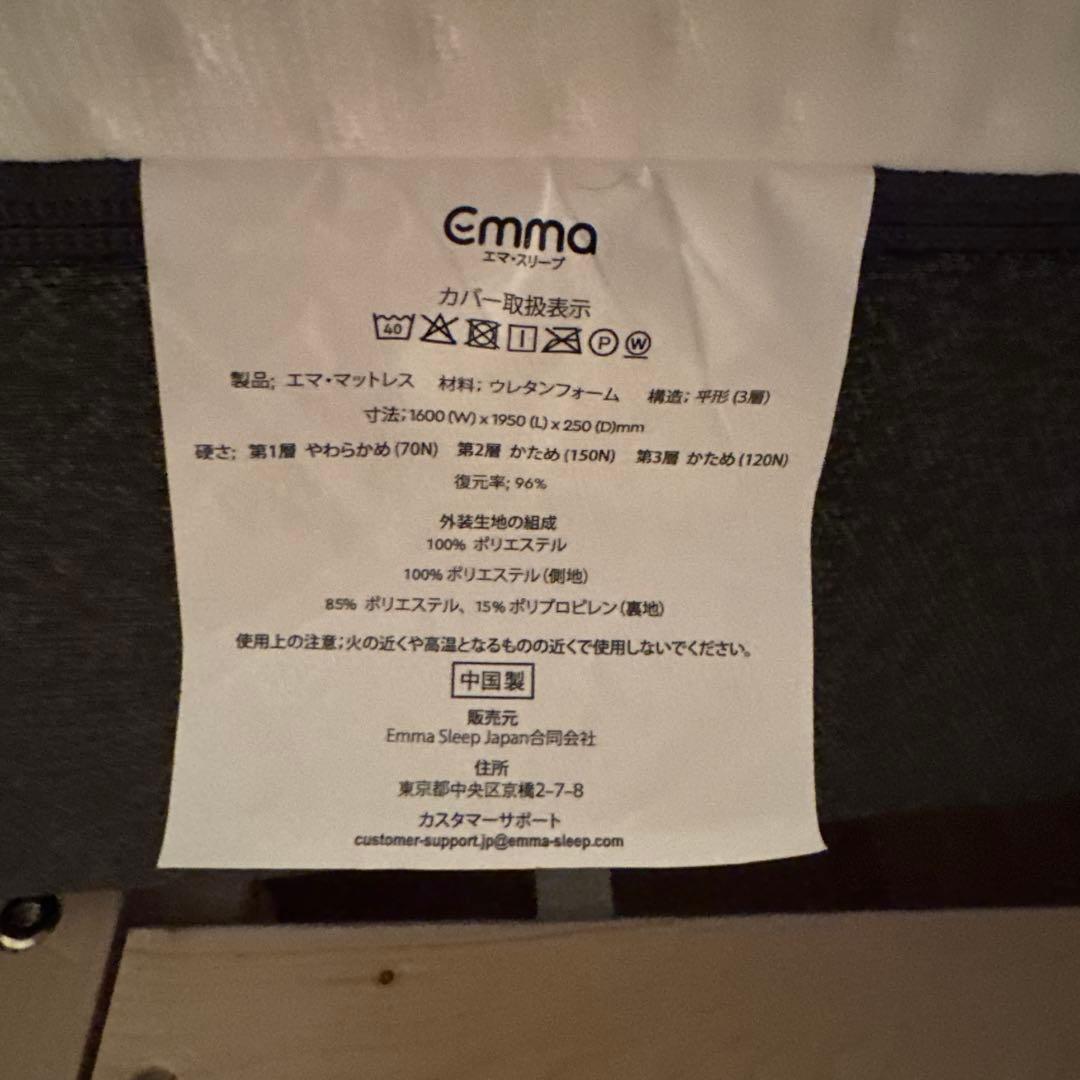 emma
エマ・スリープ
カバー取扱表示
40 P W
製品; エマ・マットレス 材料; ウレタンフォーム 構造; 平形 (3層)
寸法; 1600 (W) x 1950 (L) x 250 (D)mm
硬さ; 第1層 やわらかめ (70N) 第2層 かため (150N) 第3層 かため (120N)
復元率; 96%
外装生地の組成
100% ポリエステル
100% ポリエステル (側地)
85% ポリエステル、15% ポリプロピレン (裏地)
使用上の注意; 火の近くや高温となるものの近くで使用しないでください。
中国製
販売元
Emma Sleep Japan合同会社
住所
東京都中央区京橋2-7-8
カスタマーサポート
customer-support.jp@emma-sleep.com